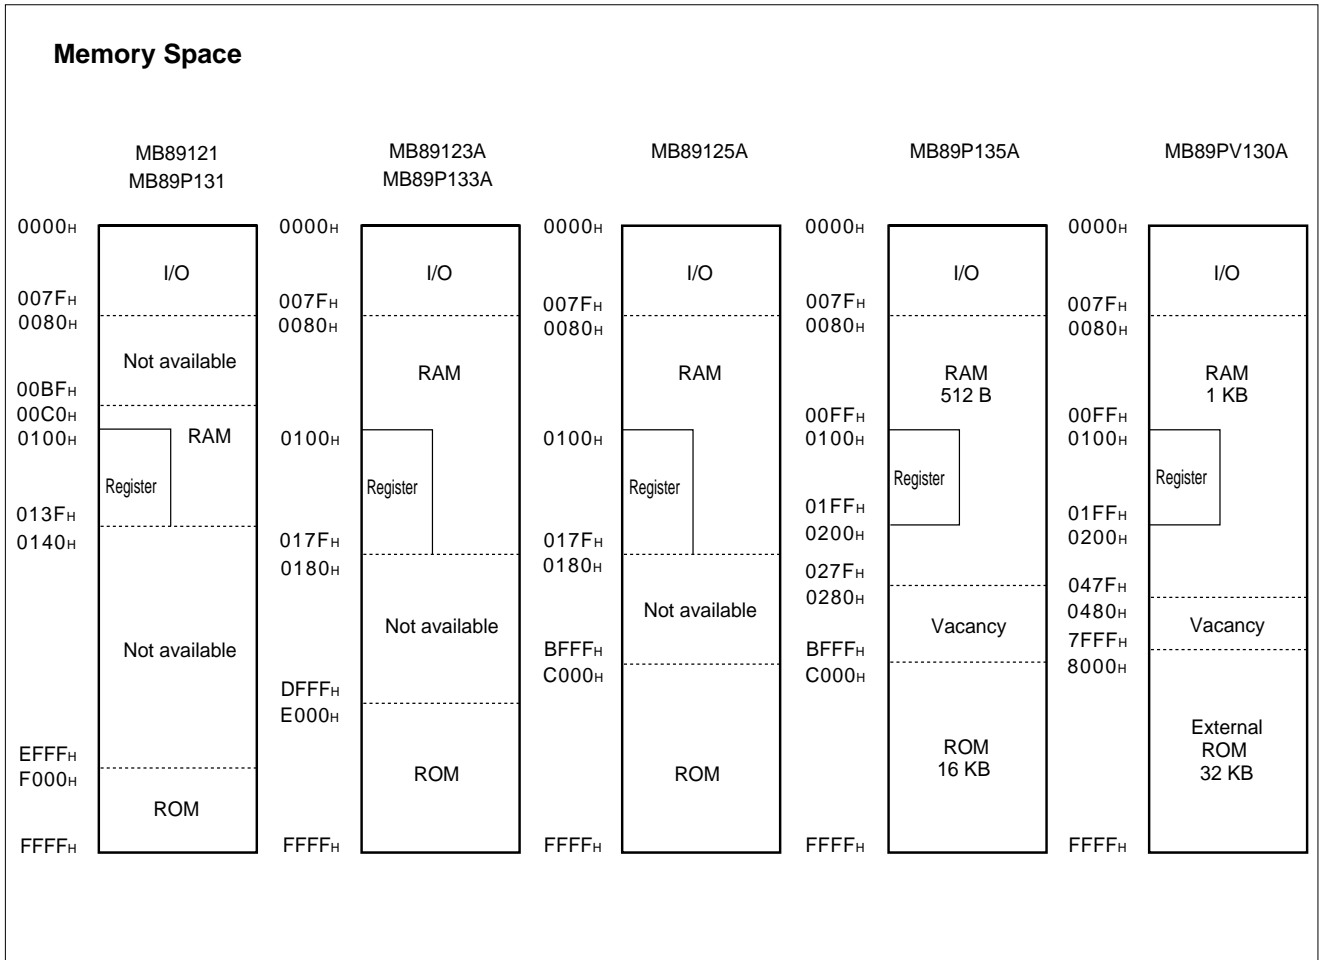 Memory Space
MB89121
MB89P131
0000H
I/O
007FH
0080H
Not available
00BFH
00C0H
0100H
RAM
Register
013FH
0140H
Not available
EFFFH
F000H
ROM
FFFFH
MB89123A
MB89P133A
0000H
I/O
007FH
0080H
RAM
0100H
Register
017FH
0180H
Not available
DFFFH
E000H
ROM
FFFFH
MB89125A
0000H
I/O
007FH
0080H
RAM
0100H
Register
017FH
0180H
Not available
BFFFH
C000H
ROM
FFFFH
MB89P135A
0000H
I/O
007FH
0080H
RAM
512 B
00FFH
0100H
Register
01FFH
0200H
027FH
0280H
Vacancy
BFFFH
C000H
ROM
16 KB
FFFFH
MB89PV130A
0000H
I/O
007FH
0080H
RAM
1 KB
00FFH
0100H
Register
01FFH
0200H
047FH
0480H
Vacancy
7FFFH
8000H
External
ROM
32 KB
FFFFH